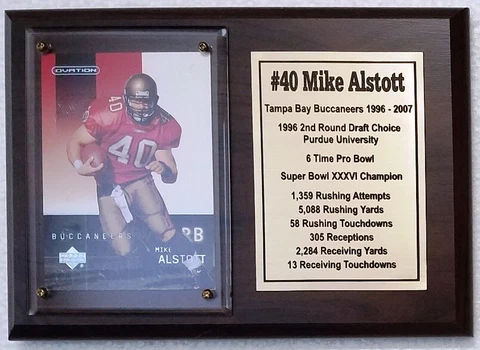 OVATION
40
40
BUCCANEERS RB
MIKE
ALSTOTT
#40 Mike Alstott
Tampa Bay Buccaneers 1996 - 2007
1996 2nd Round Draft Choice
Purdue University
6 Time Pro Bowl
Super Bowl XXXVI Champion
1,359 Rushing Attempts
5,088 Rushing Yards
58 Rushing Touchdowns
305 Receptions
2,284 Receiving Yards
13 Receiving Touchdowns